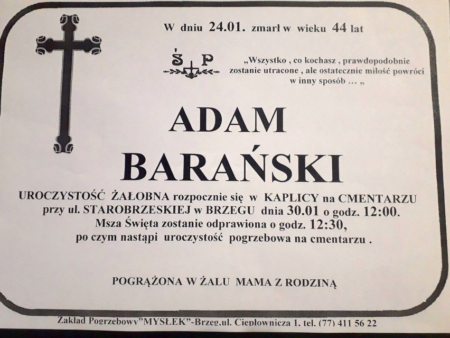 W dniu 24.01. zmarł w wieku 44 lat
Ś P
„Wszystko , co kochasz , prawdopodobnie
zostanie utracone , ale ostatecznie miłość powróci
w inny sposób ... „
ADAM
BARAŃSKI
UROCZYSTOŚĆ ŻAŁOBNA rozpocznie się w KAPLICY na CMENTARZU
przy ul. STAROBRZESKIEJ w BRZEGU dnia 30.01 o godz. 12:00.
Msza Święta zostanie odprawiona o godz. 12:30,
po czym nastąpi uroczystość pogrzebowa na cmentarzu .
POGRĄŻONA W ŻALU MAMA Z RODZINĄ
Zakład Pogrzebowy"MYSŁEK"-Brzeg,ul. Ciepłownicza 1, tel. (77) 411 56 22